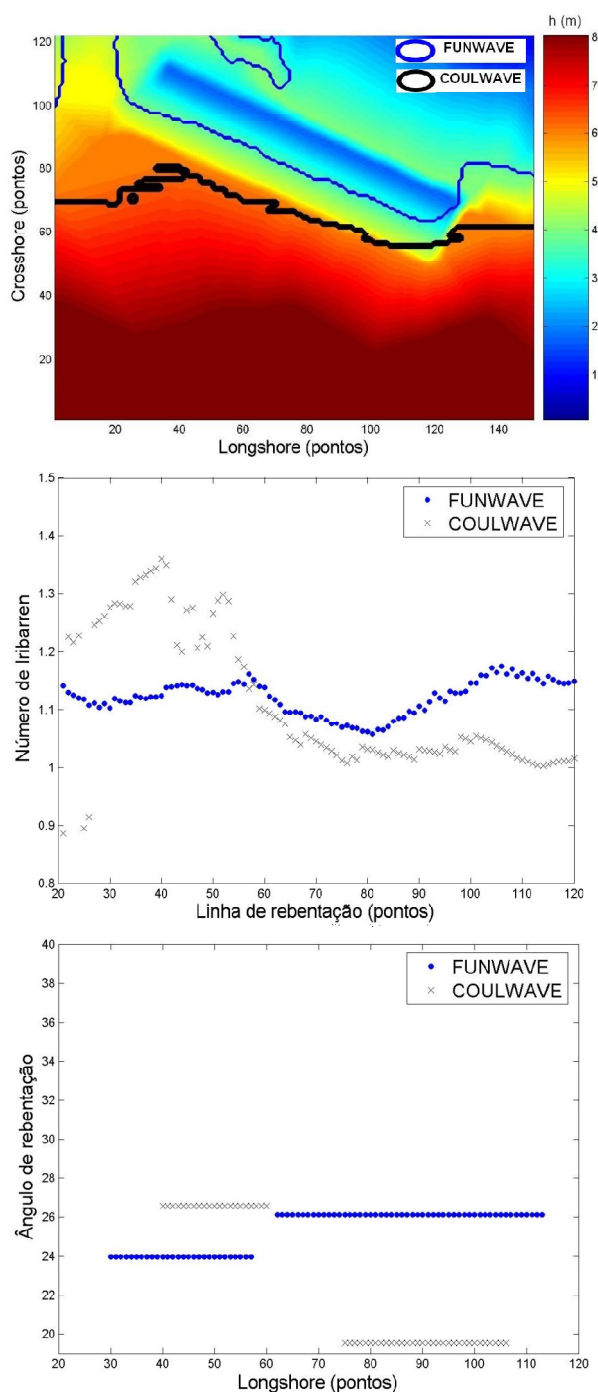 h (m)
FUNWAVE
COULWAVE
120
100
80
60
40
20
Crosshore (pontos)
20 40 60 80 100 120 140
Longshore (pontos)
8
7
6
5
4
3
2
1
1.5
1.4
1.3
1.2
1.1
1
0.9
0.8
Número de Iribarren
FUNWAVE
COULWAVE
20 30 40 50 60 70 80 90 100 110 120
Linha de rebentação (pontos)
40
38
36
34
32
30
28
26
24
22
20
Ângulo de rebentação
FUNWAVE
COULWAVE
20 30 40 50 60 70 80 90 100 110 120
Longshore (pontos)